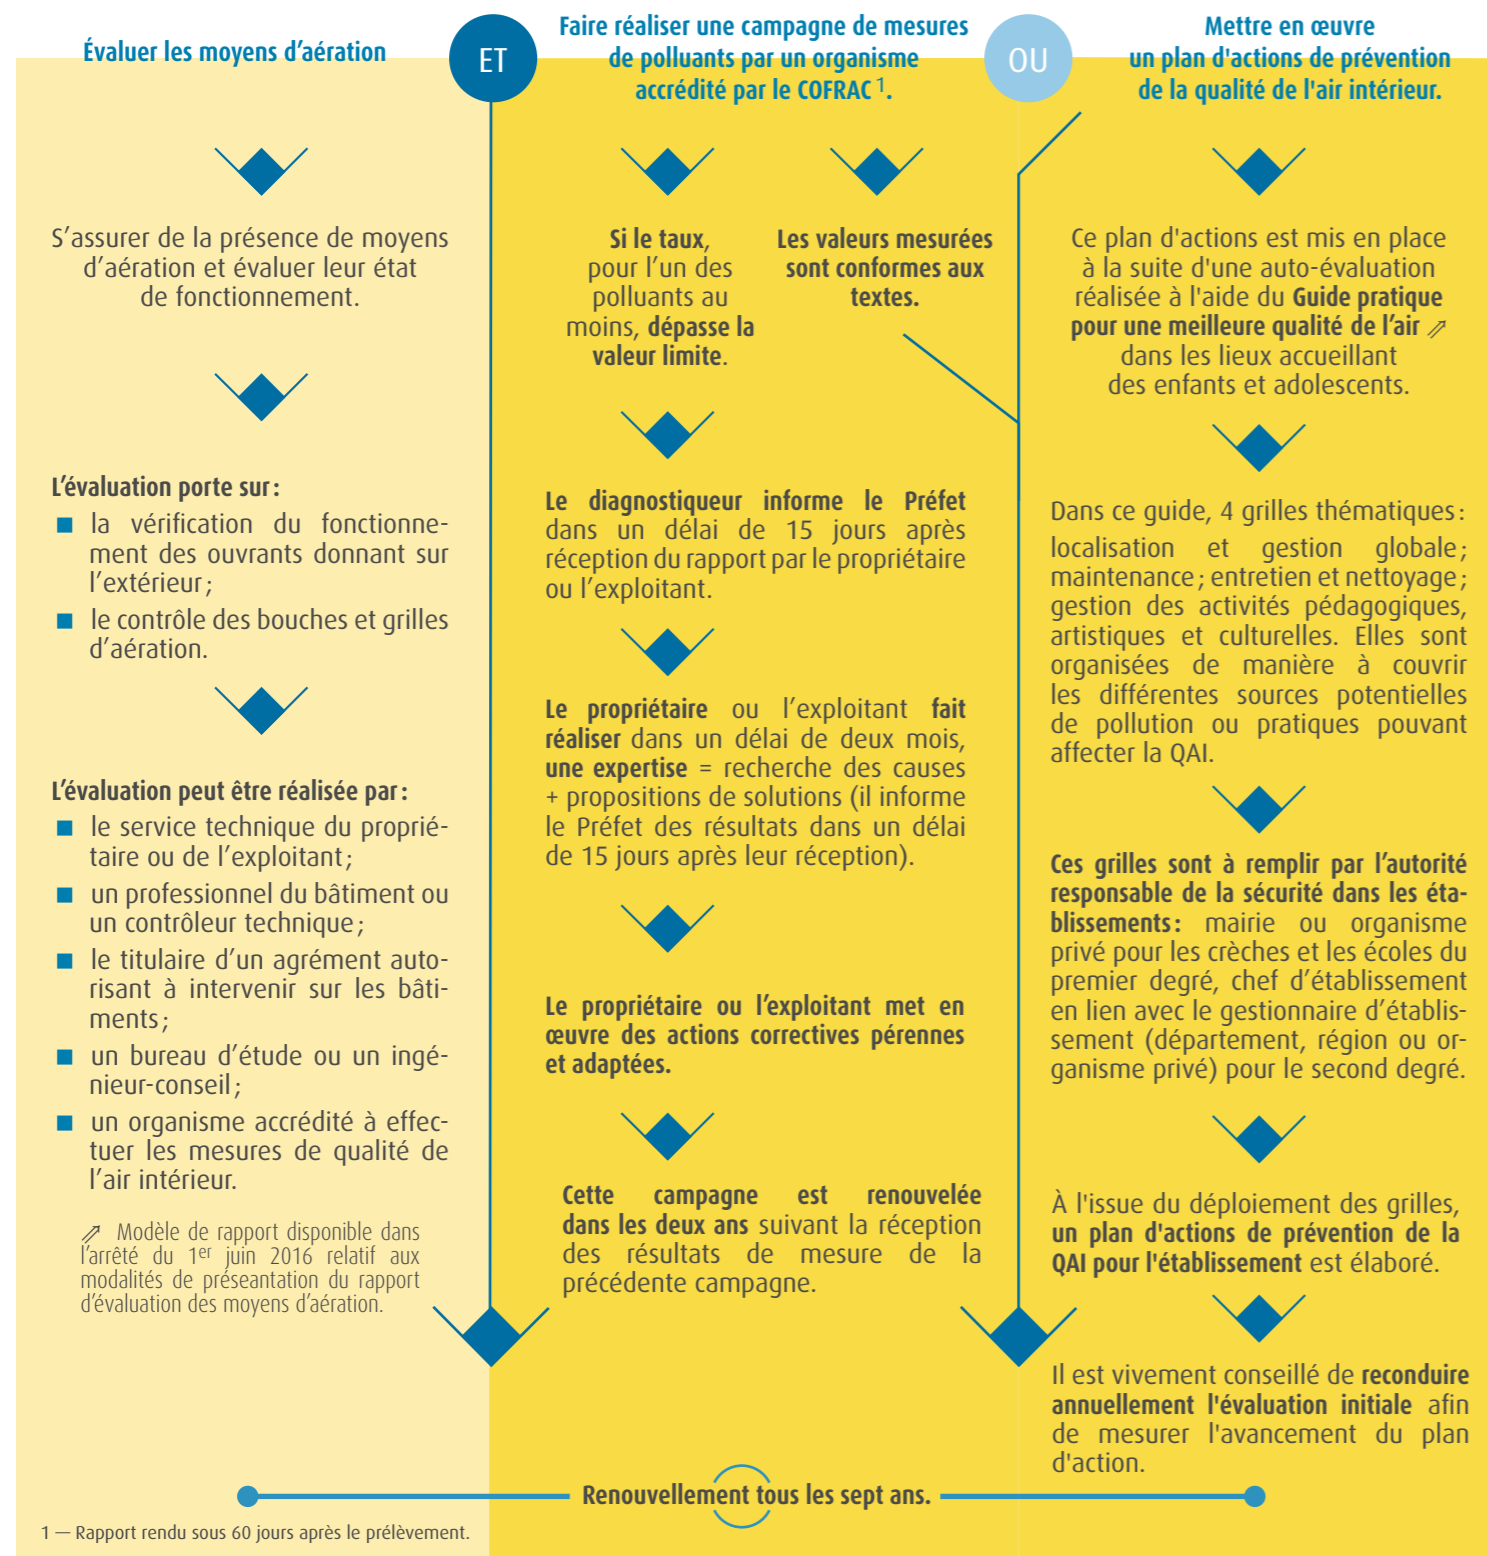 Évaluer les moyens d’aération
ET
Faire réaliser une campagne de mesures
de polluants par un organisme
accrédité par le COFRAC 1.
OU
Mettre en œuvre
un plan d'actions de prévention
de la qualité de l'air intérieur.
S’assurer de la présence de moyens
d’aération et évaluer leur état
de fonctionnement.
L’évaluation porte sur :
■ la vérification du fonctionne-
ment des ouvrants donnant sur
l’extérieur ;
■ le contrôle des bouches et grilles
d’aération.
L’évaluation peut être réalisée par :
■ le service technique du proprié-
taire ou de l’exploitant ;
■ un professionnel du bâtiment ou
un contrôleur technique ;
■ le titulaire d’un agrément auto-
risant à intervenir sur les bâti-
ments ;
■ un bureau d’étude ou un ingé-
nieur-conseil ;
■ un organisme accrédité à effec-
tuer les mesures de qualité de
l’air intérieur.
⇗ Modèle de rapport disponible dans
l’arrêté du 1er juin 2016 relatif aux
modalités de préseantation du rapport
d’évaluation des moyens d’aération.
Si le taux,
pour l’un des
polluants au
moins, dépasse la
valeur limite.
Les valeurs mesurées
sont conformes aux
textes.
Le diagnostiqueur informe le Préfet
dans un délai de 15 jours après
réception du rapport par le propriétaire
ou l’exploitant.
Le propriétaire ou l’exploitant fait
réaliser dans un délai de deux mois,
une expertise = recherche des causes
+ propositions de solutions (il informe
le Préfet des résultats dans un délai
de 15 jours après leur réception).
Le propriétaire ou l’exploitant met en
œuvre des actions correctives pérennes
et adaptées.
Cette campagne est renouvelée
dans les deux ans suivant la réception
des résultats de mesure de la
précédente campagne.
Ce plan d'actions est mis en place
à la suite d'une auto-évaluation
réalisée à l'aide du Guide pratique
pour une meilleure qualité de l’air ⇗
dans les lieux accueillant
des enfants et adolescents.
Dans ce guide, 4 grilles thématiques :
localisation et gestion globale ;
maintenance ; entretien et nettoyage ;
gestion des activités pédagogiques,
artistiques et culturelles. Elles sont
organisées de manière à couvrir
les différentes sources potentielles
de pollution ou pratiques pouvant
affecter la QAI.
Ces grilles sont à remplir par l’autorité
responsable de la sécurité dans les éta-
blissements : mairie ou organisme
privé pour les crèches et les écoles du
premier degré, chef d’établissement
en lien avec le gestionnaire d’établis-
sement (département, région ou or-
ganisme privé) pour le second degré.
À l'issue du déploiement des grilles,
un plan d'actions de prévention de la
QAI pour l'établissement est élaboré.
Il est vivement conseillé de reconduire
annuellement l'évaluation initiale afin
de mesurer l'avancement du plan
d'action.
Renouvellement tous les sept ans.
1 — Rapport rendu sous 60 jours après le prélèvement.